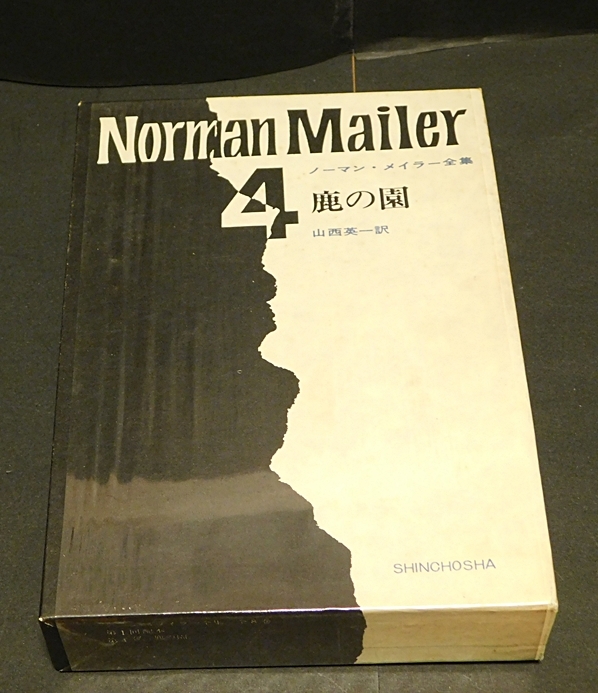 Norman Mailer
ノーマン・メイラー全集
4
鹿の園
山西英一訳
SHINCHOSHA